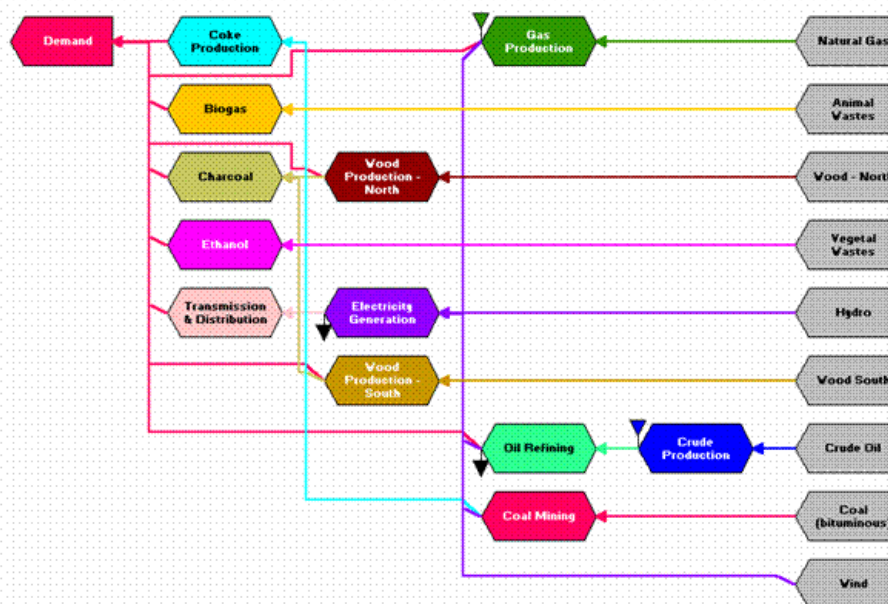 Demand
Coke
Production
Gas
Production
Natural Gas
Biogas
Animal
Wastes
Charcoal
Wood
Production -
North
Wood - North
Ethanol
Vegetal
Wastes
Transmission
& Distribution
Electricity
Generation
Hydro
Wood
Production -
South
Wood South
Oil Refining
Crude
Production
Crude Oil
Coal Mining
Coal
(bituminous
Wind